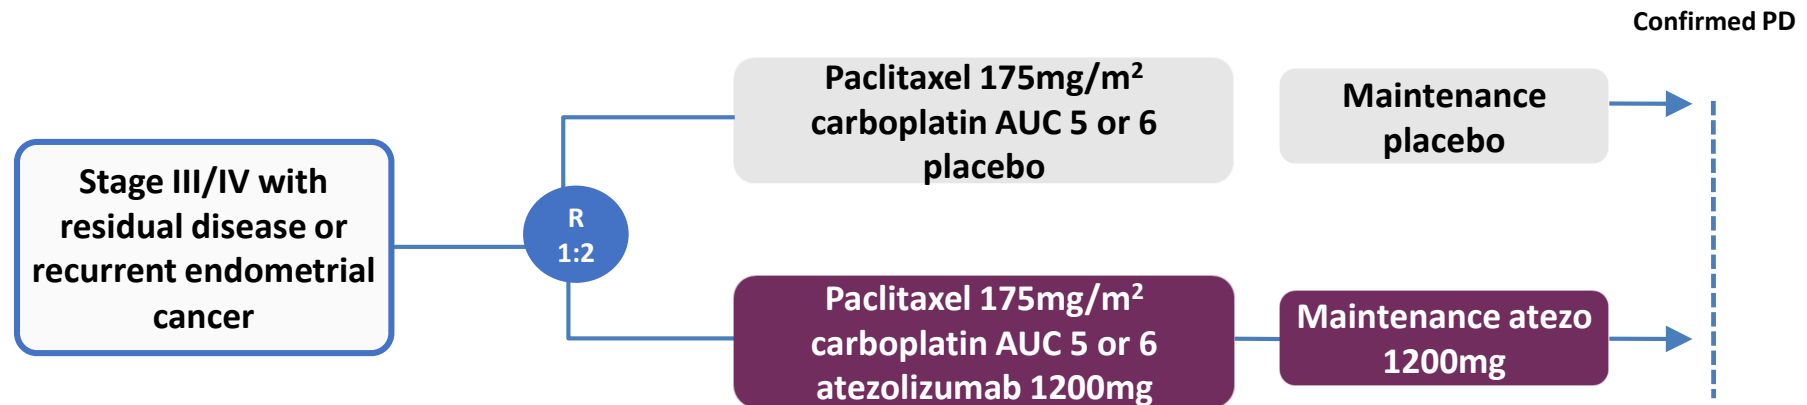 Confirmed PD
Stage III/IV with
residual disease or
recurrent endometrial
cancer
R
1:2
Paclitaxel 175mg/m²
carboplatin AUC 5 or 6
placebo
Maintenance
placebo
Paclitaxel 175mg/m²
carboplatin AUC 5 or 6
atezolizumab 1200mg
Maintenance atezo
1200mg